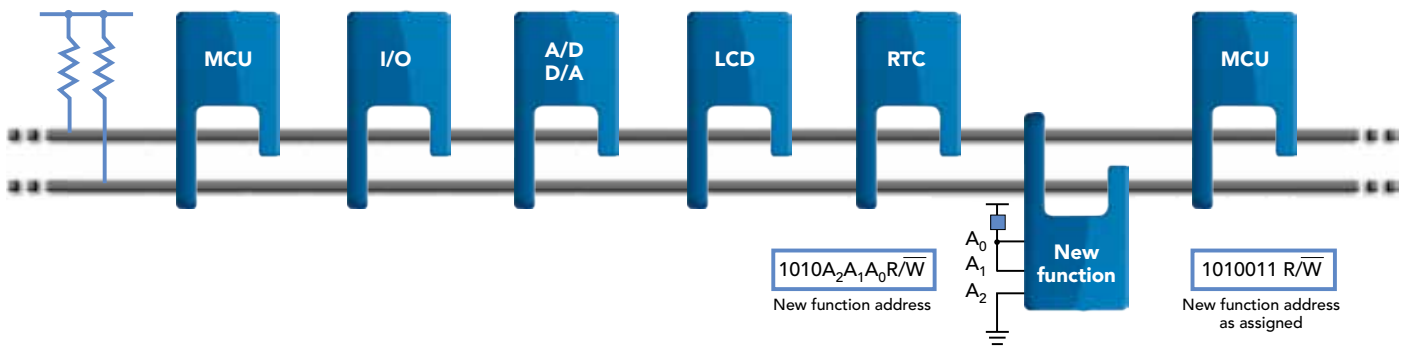 MCU
I/O
A/D
D/A
LCD
RTC
MCU
A₀
A₁
A₂
New
function
1010A₂A₁A₀R/W̅
New function address
1010011 R/W̅
New function address
as assigned